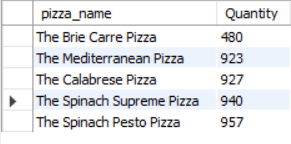 pizza_name Quantity
The Brie Carre Pizza 480
The Mediterranean Pizza 923
The Calabrese Pizza 927
The Spinach Supreme Pizza 940
The Spinach Pesto Pizza 957